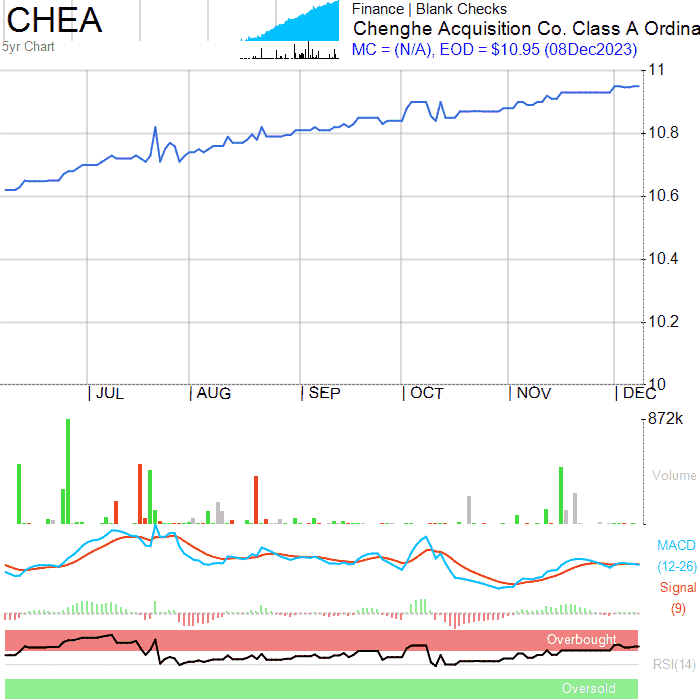 CHEA
5yr Chart
Finance | Blank Checks
Chenghe Acquisition Co. Class A Ordina
MC = (N/A), EOD = $10.95 (08Dec2023)
11
10.8
10.6
10.4
10.2
10
JUL AUG SEP OCT NOV DEC
872k
Volume
MACD
(12-26)
Signal
(9)
Overbought
RSI(14)
Oversold